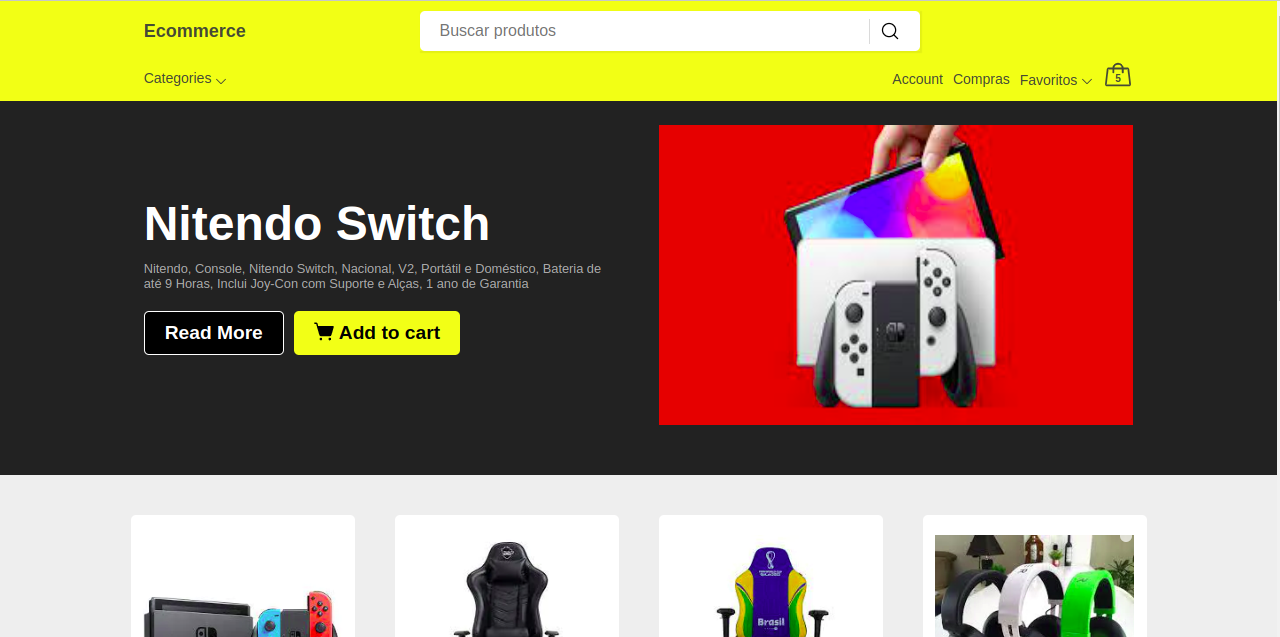 Ecommerce
Buscar produtos
Categories
Account
Compras
Favoritos
5
Nitendo Switch
Nitendo, Console, Nitendo Switch, Nacional, V2, Portátil e Doméstico, Bateria de
até 9 Horas, Inclui Joy-Con com Suporte e Alças, 1 ano de Garantia
Read More
Add to cart
Brasil